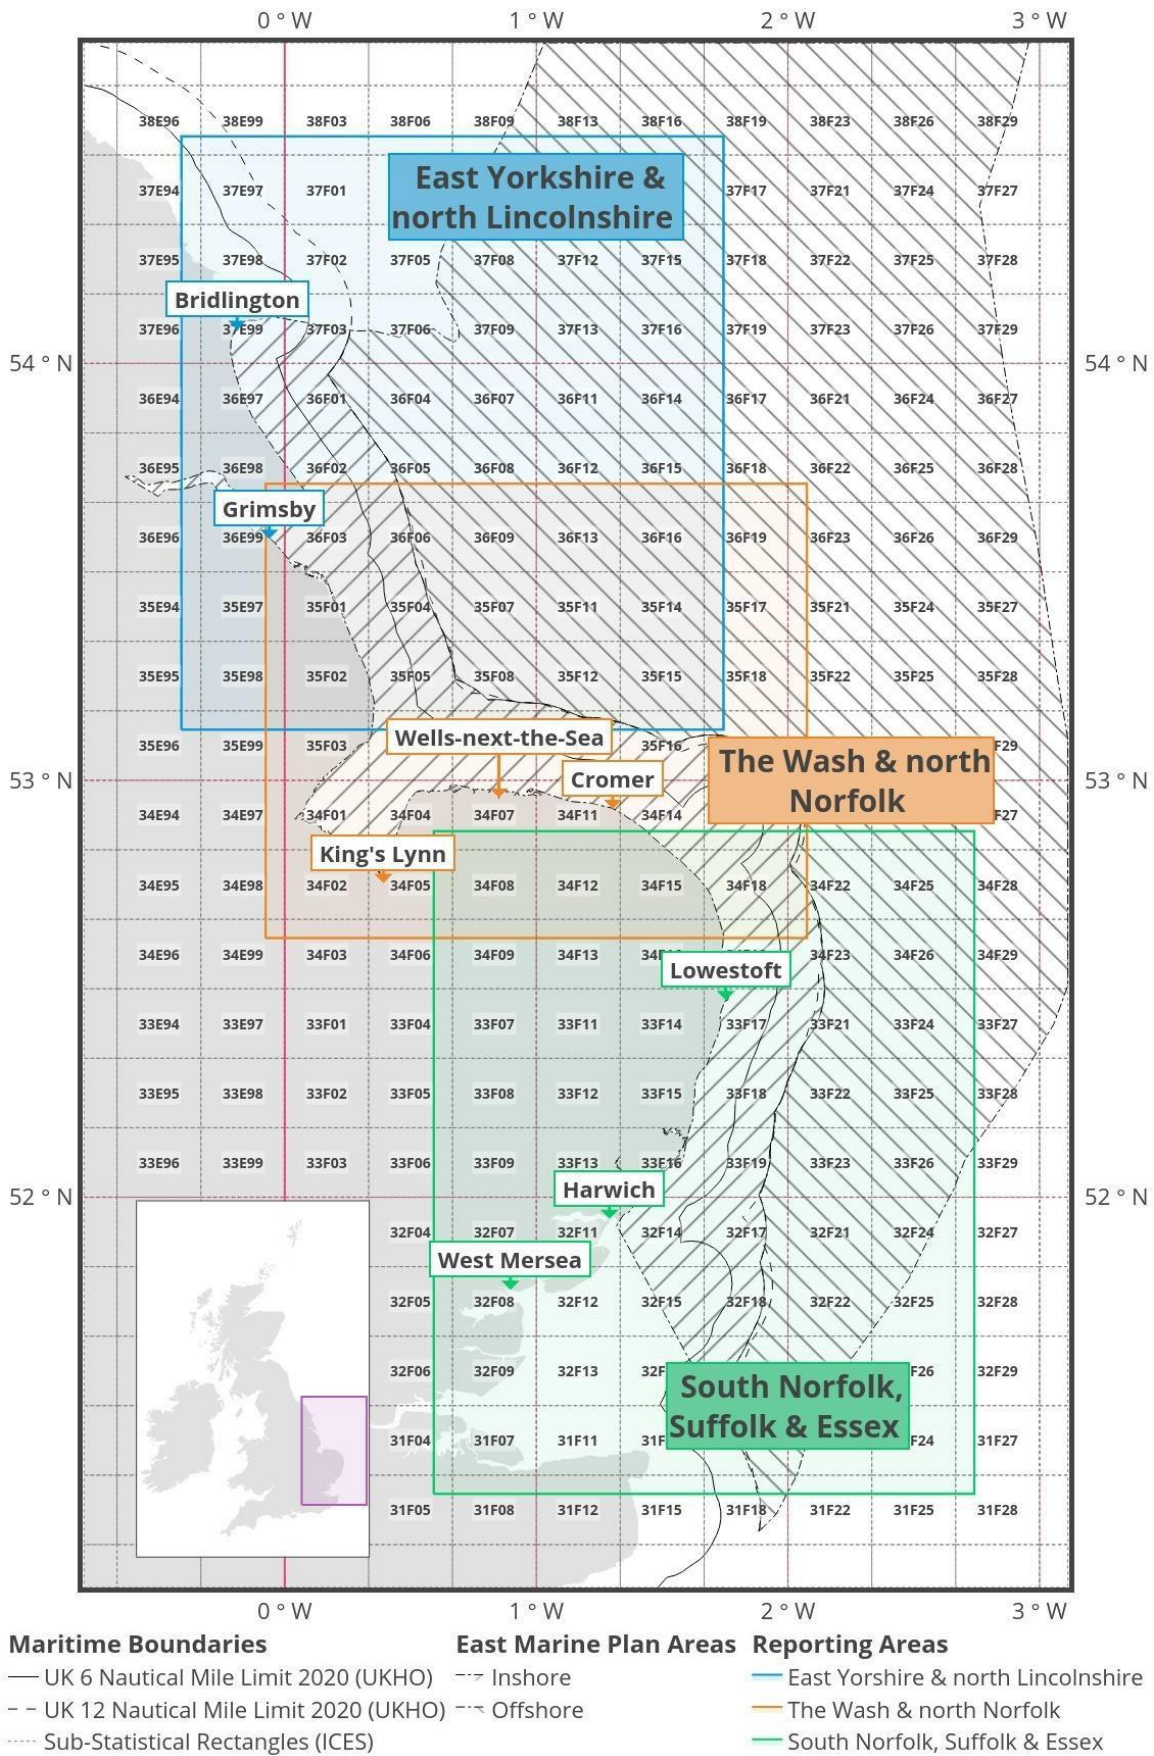 0 ° W 1 ° W 2 ° W 3 ° W
38E96 38E99 38F03 38F06 38F09 38F13 38F16 38F19 38F23 38F26 38F29
East Yorkshire &
north Lincolnshire
37E94 37E97 37F01 37F17 37F21 37F24 37F27
37E95 37E98 37F02 37F05 37F08 37F12 37F15 37F18 37F22 37F25 37F28
Bridlington
37E96 37E99 37F03 37F06 37F09 37F13 37F16 37F19 37F23 37F26 37F29
54 ° N 54 ° N
36E94 36E97 36F01 36F04 36F07 36F11 36F14 36F17 36F21 36F24 36F27
36E95 36E98 36F02 36F05 36F08 36F12 36F15 36F18 36F22 36F25 36F28
Grimsby
36E96 36E99 36F03 36F06 36F09 36F13 36F16 36F19 36F23 36F26 36F29
35E94 35E97 35F01 35F04 35F07 35F11 35F14 35F17 35F21 35F24 35F27
35E95 35E98 35F02 35F05 35F08 35F12 35F15 35F18 35F22 35F25 35F28
Wells-next-the-Sea
35E96 35E99 35F03 35F16 F29
The Wash & north
Norfolk
53 ° N Cromer 53 ° N
34E94 34E97 34F01 34F04 34F07 34F11 34F14 F27
King's Lynn
34E95 34E98 34F02 34F05 34F08 34F12 34F15 34F18 34F22 34F25 34F28
34E96 34E99 34F03 34F06 34F09 34F13 34F23 34F26 34F29
Lowestoft
33E94 33E97 33F01 33F04 33F07 33F11 33F14 33F17 33F21 33F24 33F27
33E95 33E98 33F02 33F05 33F08 33F12 33F15 33F18 33F22 33F25 33F28
33E96 33E99 33F03 33F06 33F09 33F13 33F16 33F19 33F23 33F26 33F29
52 ° N Harwich 52 ° N
32F04 32F07 32F11 32F14 32F17 32F21 32F24 32F27
West Mersea
32F05 32F08 32F12 32F15 32F18 32F22 32F25 32F28
32F06 32F09 32F13 32F F26 32F29
South Norfolk,
Suffolk & Essex
31F04 31F07 31F11 31F F24 31F27
31F05 31F08 31F12 31F15 31F18 31F22 31F25 31F28
0 ° W 1 ° W 2 ° W 3 ° W
Maritime Boundaries
UK 6 Nautical Mile Limit 2020 (UKHO)
UK 12 Nautical Mile Limit 2020 (UKHO)
Sub-Statistical Rectangles (ICES)
East Marine Plan Areas
Inshore
Offshore
Reporting Areas
East Yorshire & north Lincolnshire
The Wash & north Norfolk
South Norfolk, Suffolk & Essex